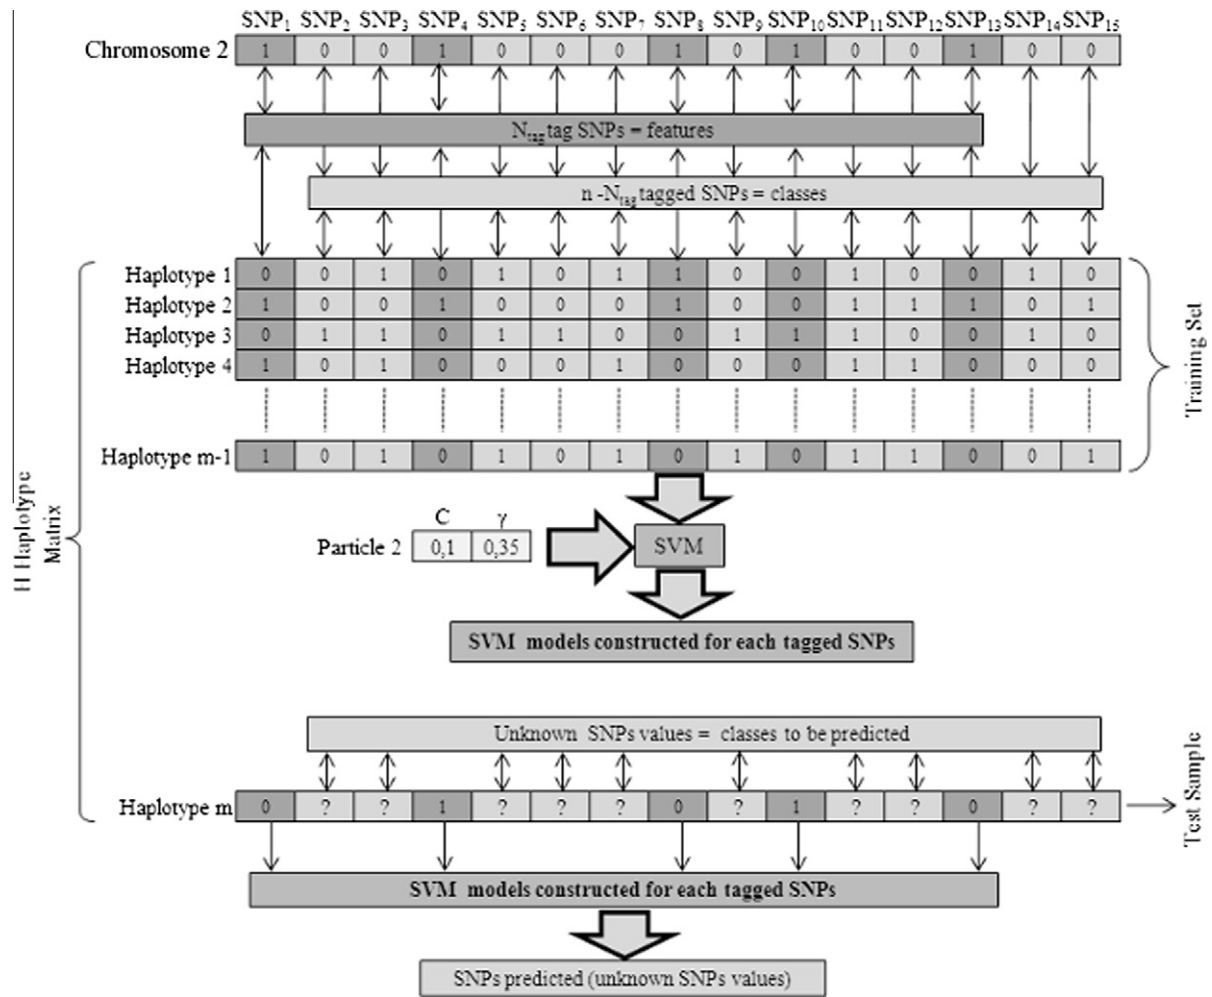 SNP1 SNP2 SNP3 SNP4 SNP5 SNP6 SNP7 SNP8 SNP9 SNP10 SNP11 SNP12 SNP13 SNP14 SNP15
Chromosome 2 1 0 0 1 0 0 0 1 0 1 0 0 1 0 0
Ntag tag SNPs = features
n -Ntag tagged SNPs = classes
Haplotype 1 0 0 1 0 1 0 1 1 0 0 1 0 0 1 0
Haplotype 2 1 0 0 1 0 0 0 1 0 0 1 1 1 0 1
Haplotype 3 0 1 1 0 1 1 0 0 1 1 1 0 0 1 0
Haplotype 4 1 0 1 0 0 0 1 0 0 0 1 1 0 0 0
Haplotype m-1 1 0 1 0 1 0 1 0 1 0 1 1 0 0 1
Training Set
H Haplotype
Matrix
C γ
Particle 2 0,1 0,35
SVM
SVM models constructed for each tagged SNPs
Unknown SNPs values = classes to be predicted
Haplotype m 0 ? ? 1 ? ? ? 0 ? 1 ? ? 0 ? ?
Test Sample
SVM models constructed for each tagged SNPs
SNPs predicted (unknown SNPs values)